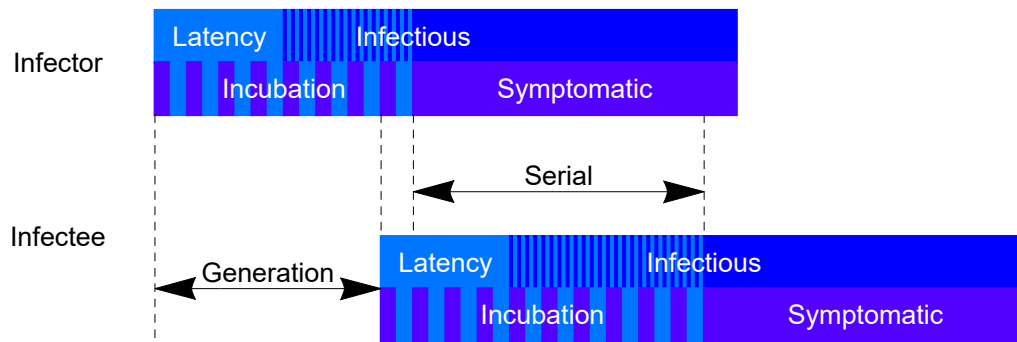 Latency Infectious
Infector
Incubation Symptomatic
Serial
Infectee
Latency Infectious
Generation
Incubation Symptomatic